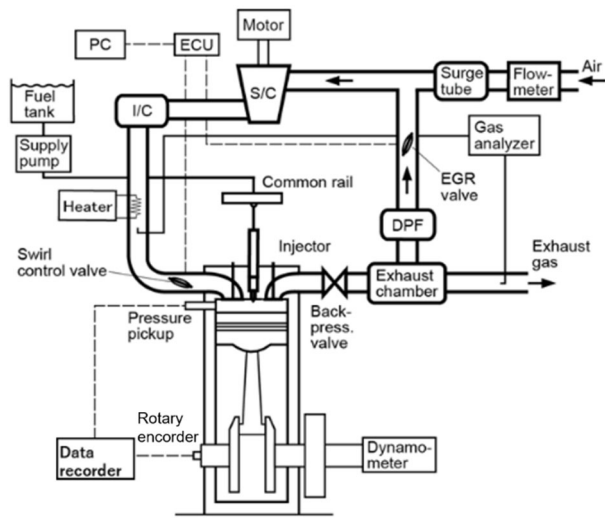 Motor
PC
ECU
Air
Fuel
tank
I/C
S/C
Surge
tube
Flow-
meter
Supply
pump
Gas
analyzer
Common rail
EGR
valve
Heater
DPF
Injector
Swirl
control valve
Exhaust
gas
Exhaust
chamber
Pressure
pickup
Back-
press.
valve
Rotary
encorder
Data
recorder
Dynamo-
meter